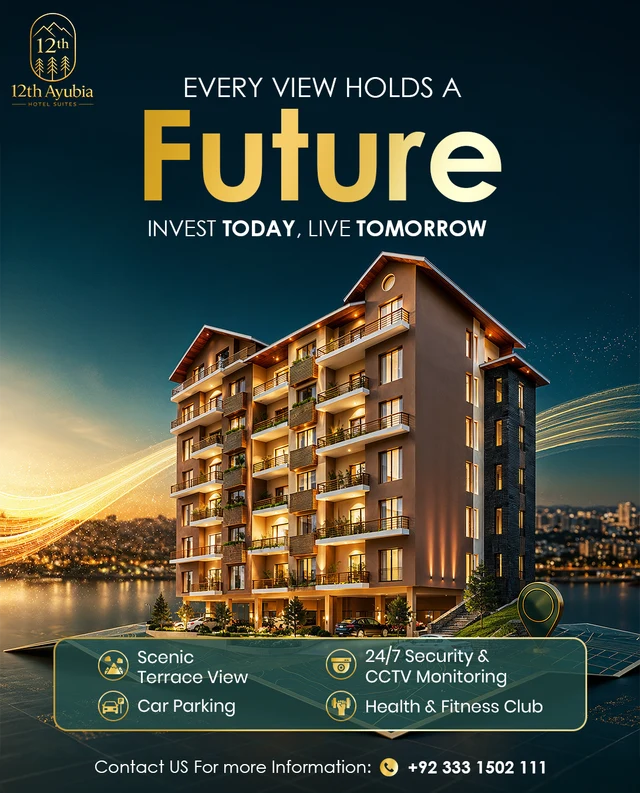 12th
12th Ayubia
HOTEL SUITES
EVERY VIEW HOLDS A
Future
INVEST TODAY, LIVE TOMORROW
Scenic
Terrace View
24/7 Security &
CCTV Monitoring
Car Parking
Health & Fitness Club
Contact US For more Information: +92 333 1502 111